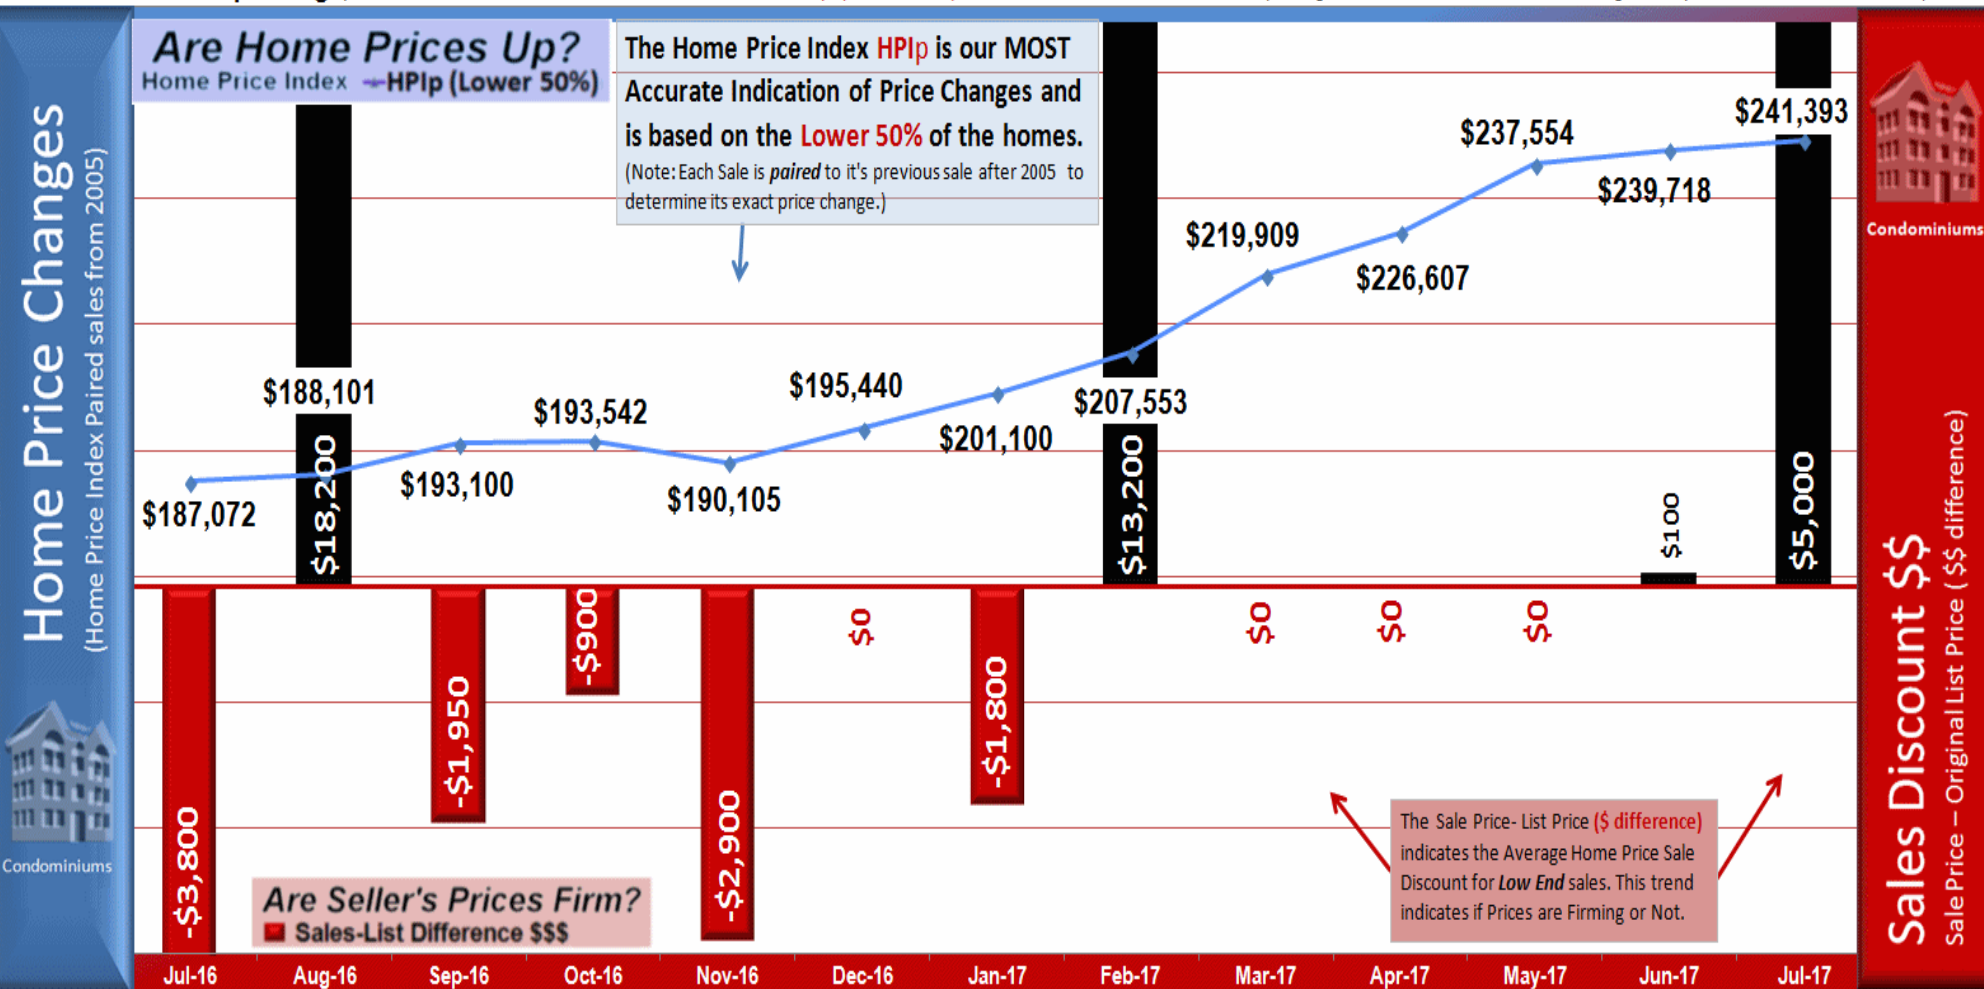 Are Home Prices Up?
Home Price Index HPIp (Lower 50%)
The Home Price Index HPIp is our MOST
Accurate Indication of Price Changes and
is based on the Lower 50% of the homes.
(Note: Each Sale is paired to it's previous sale after 2005 to
determine its exact price change.)
Home Price Changes
(Home Price Index Paired sales from 2005)
Condominiums
Condominiums
Sales Discount $$
Sale Price – Original List Price ( $$ difference)
$187,072
$188,101
$193,100
$193,542
$190,105
$195,440
$201,100
$207,553
$219,909
$226,607
$237,554
$239,718
$241,393
-$3,800
$18,200
-$1,950
-$900
-$2,900
$0
-$1,800
$13,200
$0
$0
$0
$100
$5,000
Are Seller's Prices Firm?
Sales-List Difference $$$
The Sale Price- List Price ($ difference)
indicates the Average Home Price Sale
Discount for Low End sales. This trend
indicates if Prices are Firming or Not.
Jul-16 Aug-16 Sep-16 Oct-16 Nov-16 Dec-16 Jan-17 Feb-17 Mar-17 Apr-17 May-17 Jun-17 Jul-17